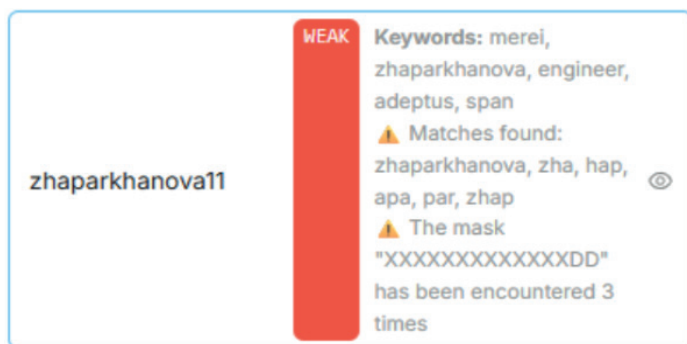 zhaparkhanova11
WEAK
Keywords: merei,
zhaparkhanova, engineer,
adeptus, span
⚠ Matches found:
zhaparkhanova, zha, hap,
apa, par, zhap
⚠ The mask
"XXXXXXXXXXXXXDD"
has been encountered 3
times